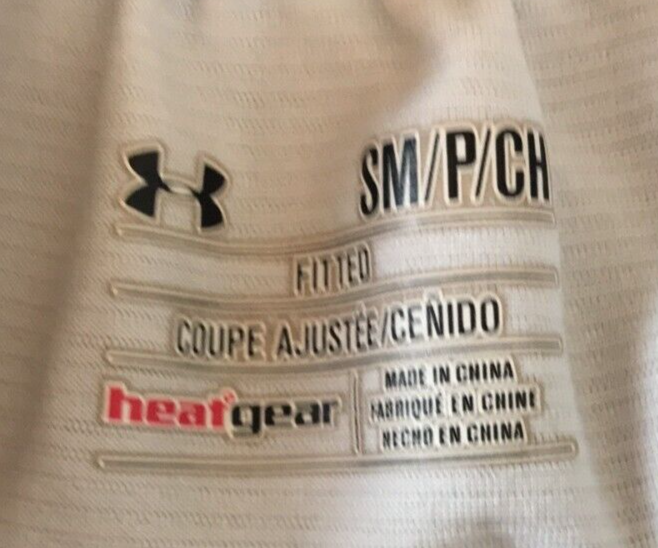 SM/P/CH
FITTED
COUPE AJUSTÉE/CEÑIDO
heatgear
MADE IN CHINA
FABRIQUÉ EN CHINE
HECHO EN CHINA